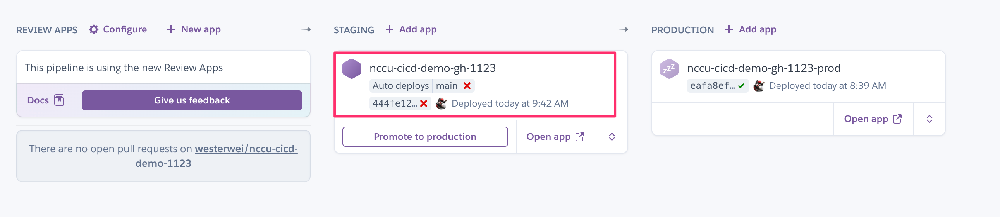 REVIEW APPS Configure New app
This pipeline is using the new Review Apps
Docs Give us feedback
There are no open pull requests on westerwei/nccu-cicd-
demo-1123
STAGING Add app
nccu-cicd-demo-gh-1123
Auto deploys main
444fe12… Deployed today at 9:42 AM
Promote to production Open app
PRODUCTION Add app
zzZ nccu-cicd-demo-gh-1123-prod
eafa8ef… Deployed today at 8:39 AM
Open app